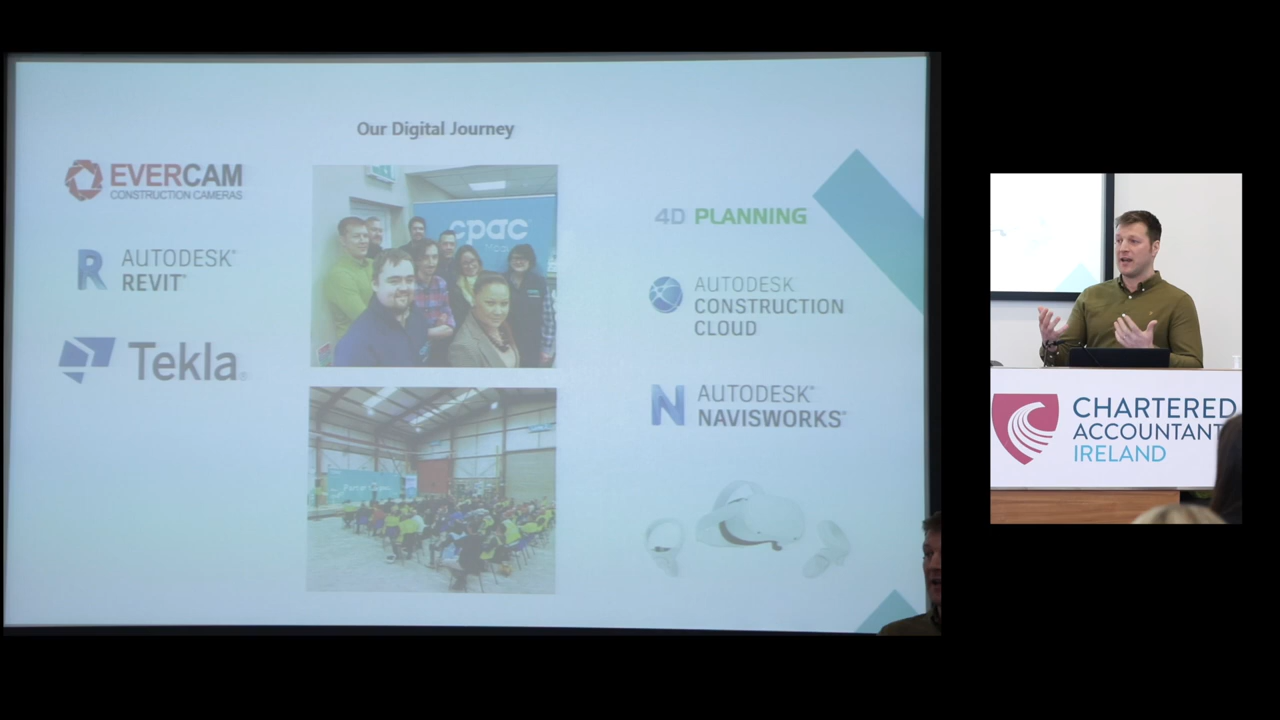 Our Digital Journey
EVERCAM
CONSTRUCTION CAMERAS
AUTODESK®
REVIT®
Tekla®
cpac
4D PLANNING
AUTODESK
CONSTRUCTION
CLOUD
AUTODESK®
NAVISWORKS®
CHARTERED
ACCOUNTANT
IRELAND